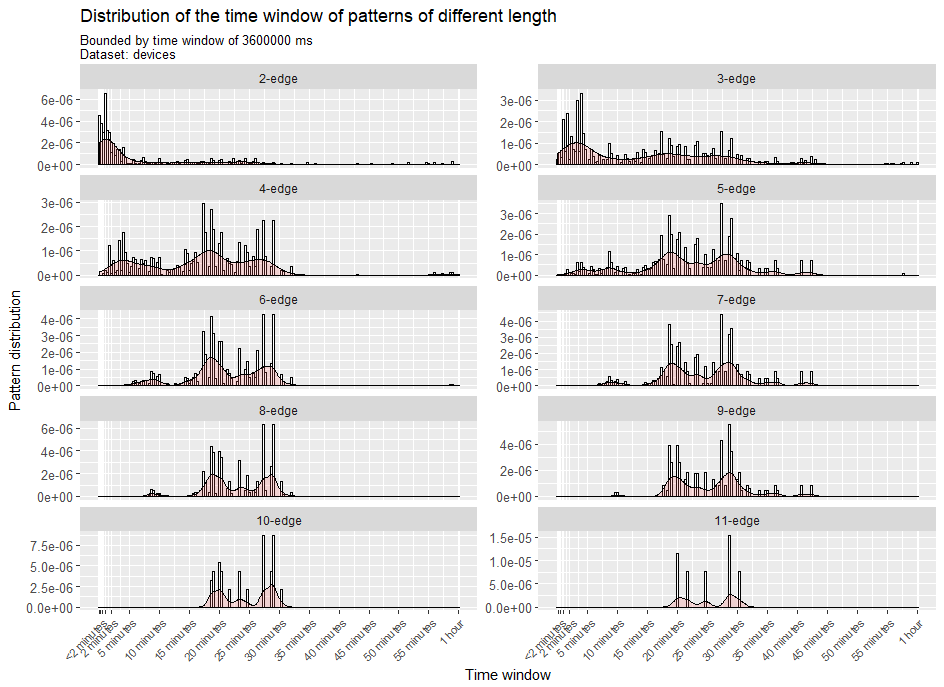 Distribution of the time window of patterns of different length
Bounded by time window of 3600000 ms
Dataset: devices
2-edge
3-edge
6e-06
4e-06
2e-06
0e+00
3e-06
2e-06
1e-06
0e+00
4-edge
5-edge
3e-06
2e-06
1e-06
0e+00
3e-06
2e-06
1e-06
0e+00
6-edge
7-edge
4e-06
3e-06
2e-06
1e-06
0e+00
4e-06
3e-06
2e-06
1e-06
0e+00
8-edge
9-edge
6e-06
4e-06
2e-06
0e+00
4e-06
2e-06
0e+00
10-edge
11-edge
7.5e-06
5.0e-06
2.5e-06
0.0e+00
1.5e-05
1.0e-05
5.0e-06
0.0e+00
Pattern distribution
<2 minutes
2 minutes
5 minutes
10 minutes
15 minutes
20 minutes
25 minutes
30 minutes
35 minutes
40 minutes
45 minutes
50 minutes
55 minutes
1 hour
<2 minutes
2 minutes
5 minutes
10 minutes
15 minutes
20 minutes
25 minutes
30 minutes
35 minutes
40 minutes
45 minutes
50 minutes
55 minutes
1 hour
Time window